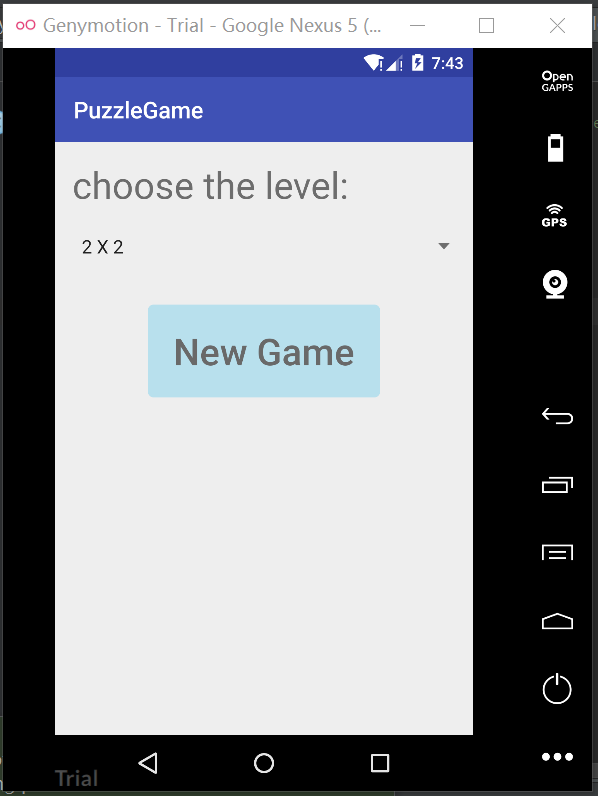 Genymotion - Trial - Google Nexus 5 (...
7:43
Open
GAPPS
PuzzleGame
choose the level:
GPS
2 X 2
New Game
Trial